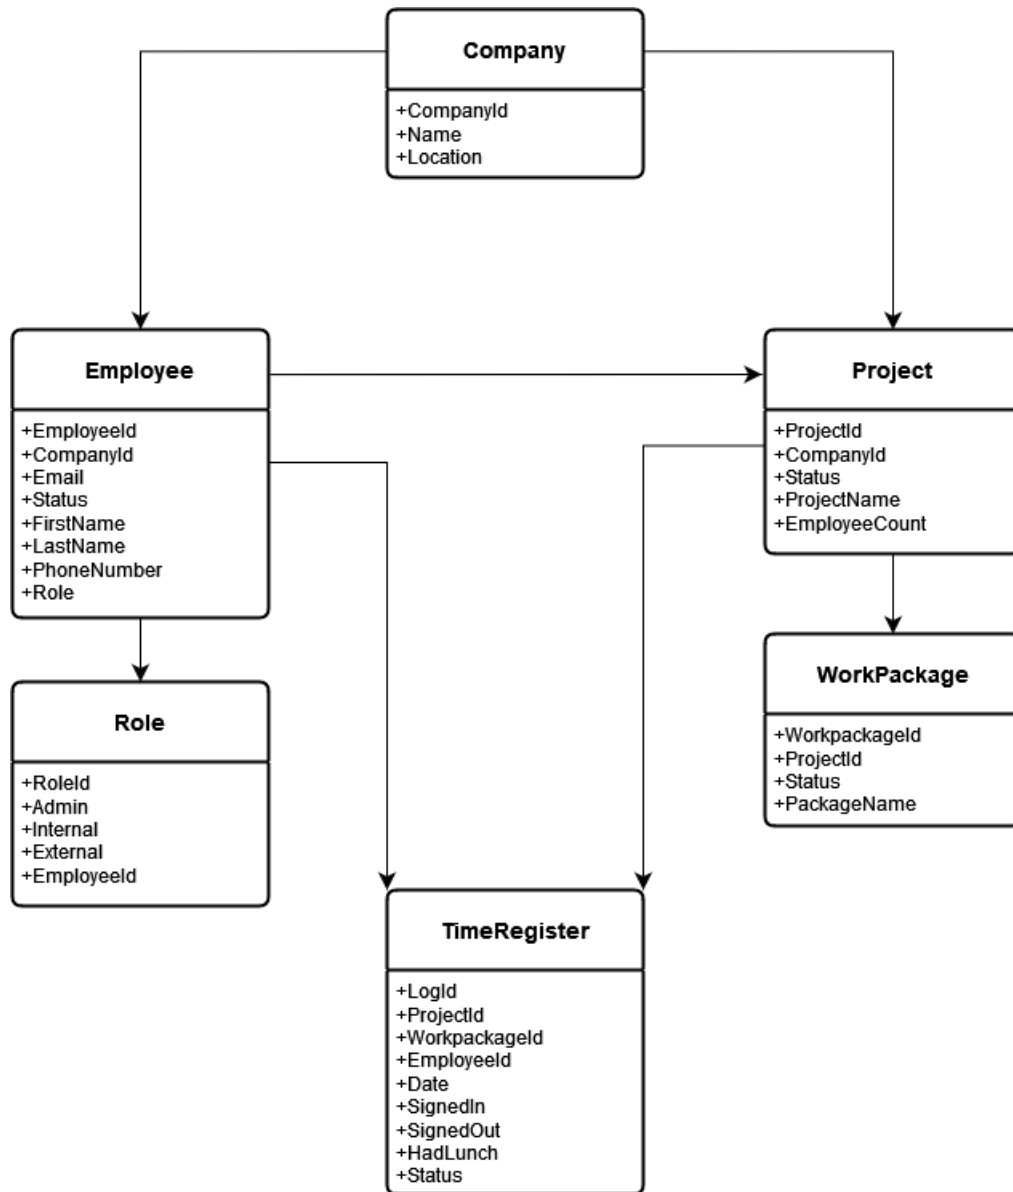 Company
+CompanyId
+Name
+Location
Employee
+EmployeeId
+CompanyId
+Email
+Status
+FirstName
+LastName
+PhoneNumber
+Role
Project
+ProjectId
+CompanyId
+Status
+ProjectName
+EmployeeCount
Role
+RoleId
+Admin
+Internal
+External
+EmployeeId
WorkPackage
+WorkpackageId
+ProjectId
+Status
+PackageName
TimeRegister
+LogId
+ProjectId
+WorkpackageId
+EmployeeId
+Date
+SignedIn
+SignedOut
+HadLunch
+Status